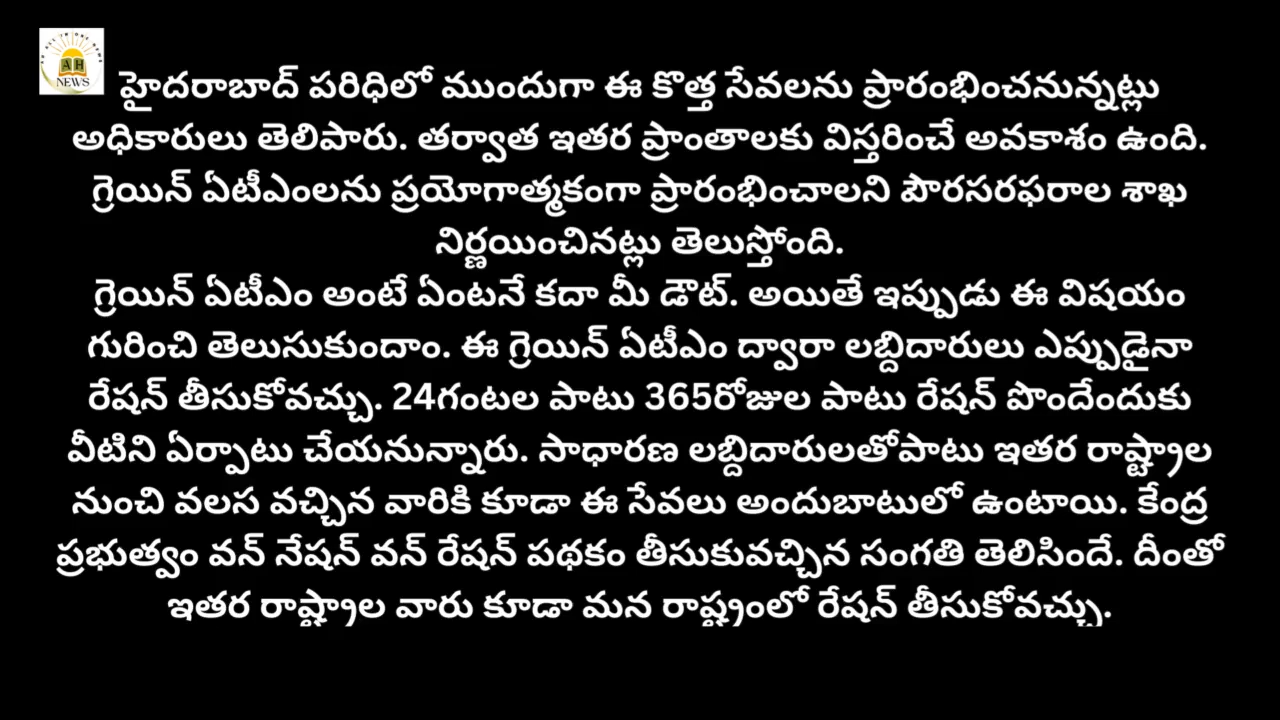 AH
NEWS
హైదరాబాద్ పరిధిలో ముందుగా ఈ కొత్త సేవలను ప్రారంభించనున్నట్లు
అధికారులు తెలిపారు. తర్వాత ఇతర ప్రాంతాలకు విస్తరించే అవకాశం ఉంది.
గ్రెయిన్ ఏటీఎంలను ప్రయోగాత్మకంగా ప్రారంభించాలని పౌరసరఫరాల శాఖ
నిర్ణయించినట్లు తెలుస్తోంది.
గ్రెయిన్ ఏటీఎం అంటే ఏంటనే కదా మీ డౌట్. అయితే ఇప్పుడు ఈ విషయం
గురించి తెలుసుకుందాం. ఈ గ్రెయిన్ ఏటీఎం ద్వారా లబ్దిదారులు ఎప్పుడైనా
రేషన్ తీసుకోవచ్చు. 24గంటల పాటు 365రోజుల పాటు రేషన్ పొందేందుకు
వీటిని ఏర్పాటు చేయనున్నారు. సాధారణ లబ్దిదారులతోపాటు ఇతర రాష్ట్రాల
నుంచి వలస వచ్చిన వారికి కూడా ఈ సేవలు అందుబాటులో ఉంటాయి. కేంద్ర
ప్రభుత్వం వన్ నేషన్ వన్ రేషన్ పథకం తీసుకువచ్చిన సంగతి తెలిసిందే. దీంతో
ఇతర రాష్ట్రాల వారు కూడా మన రాష్ట్రంలో రేషన్ తీసుకోవచ్చు.